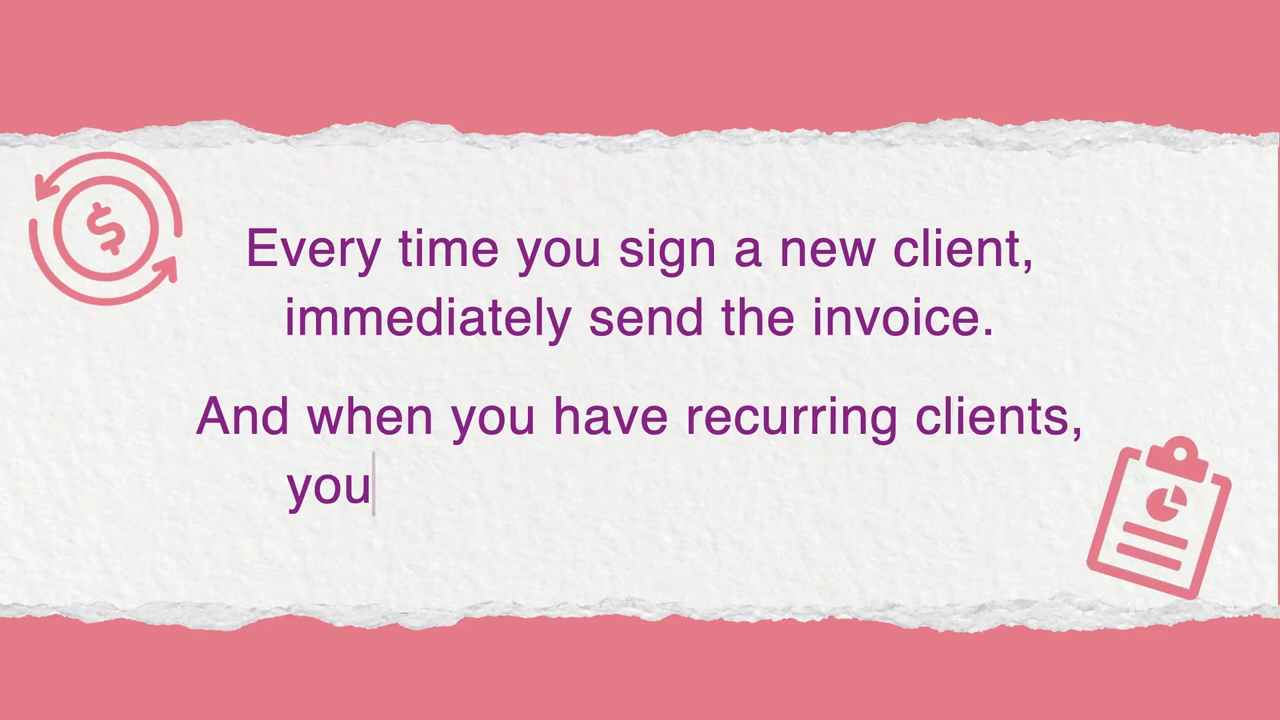 Every time you sign a new client,
immediately send the invoice.
And when you have recurring clients,
you
$